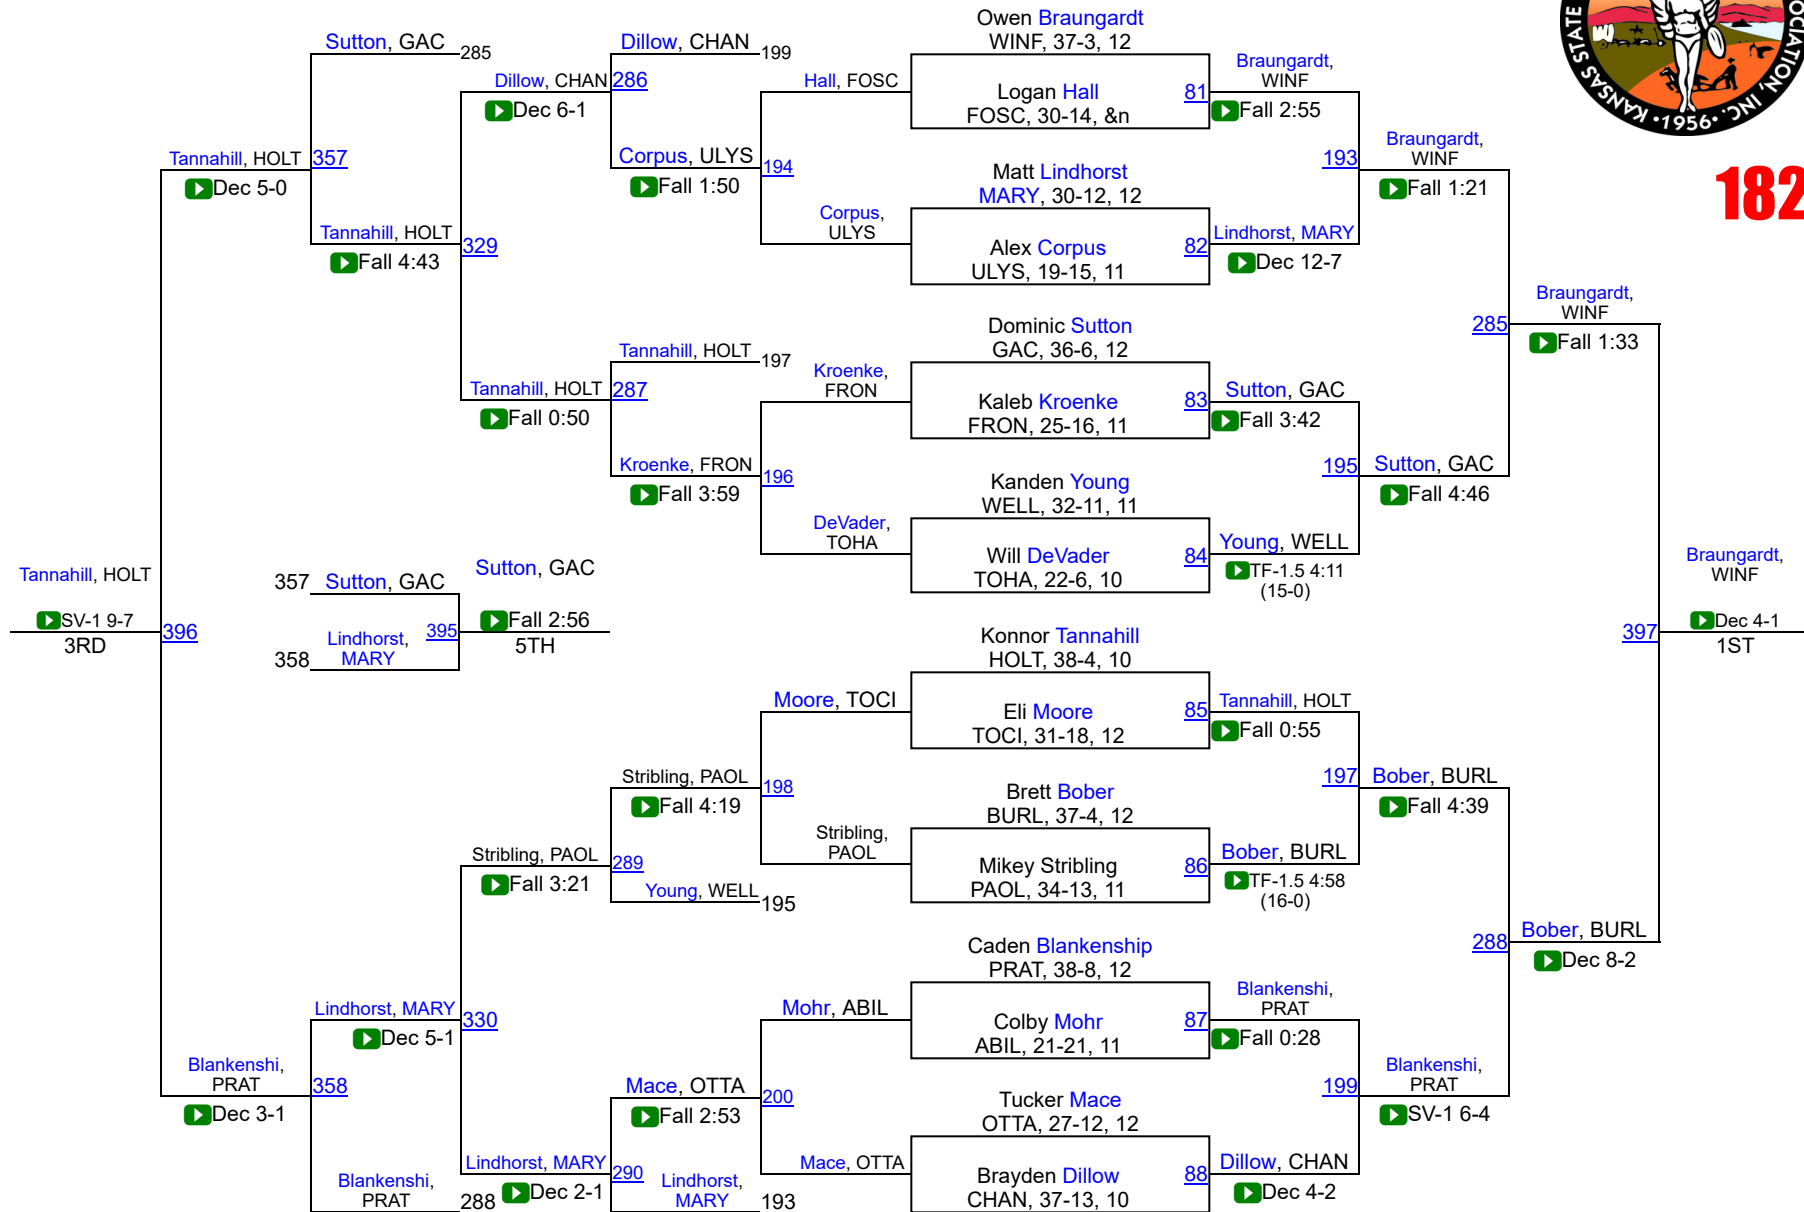 Sutton, GAC
285
Dillow, CHAN
199
Owen Braungardt
WINF, 37-3, 12
Dillow, CHAN
286
Dec 6-1
Hall, FOSC
Logan Hall
FOSC, 30-14, &n
81
Braungardt,
WINF
Fall 2:55
KANSAS STATE
OCIATION, INC.
•1956•
182
Tannahill, HOLT
357
Dec 5-0
Corpus, ULYS
194
Fall 1:50
Matt Lindhorst
MARY, 30-12, 12
193
Braungardt,
WINF
Fall 1:21
Tannahill, HOLT
329
Fall 4:43
Corpus,
ULYS
Alex Corpus
ULYS, 19-15, 11
82
Lindhorst, MARY
Dec 12-7
285
Braungardt,
WINF
Fall 1:33
Tannahill, HOLT
197
Dominic Sutton
GAC, 36-6, 12
Tannahill, HOLT
287
Fall 0:50
Kroenke,
FRON
Kaleb Kroenke
FRON, 25-16, 11
83
Sutton, GAC
Fall 3:42
Kroenke, FRON
196
Fall 3:59
Kanden Young
WELL, 32-11, 11
195
Sutton, GAC
Fall 4:46
DeVader,
TOHA
Will DeVader
TOHA, 22-6, 10
84
Young, WELL
TF-1.5 4:11
(15-0)
Tannahill, HOLT
SV-1 9-7
3RD
396
357
Sutton, GAC
358
Lindhorst,
MARY
395
Sutton, GAC
Fall 2:56
5TH
Konnor Tannahill
HOLT, 38-4, 10
397
Braungardt,
WINF
Dec 4-1
1ST
Moore, TOCI
Eli Moore
TOCI, 31-18, 12
85
Tannahill, HOLT
Fall 0:55
Stribling, PAOL
198
Fall 4:19
Brett Bober
BURL, 37-4, 12
197
Bober, BURL
Fall 4:39
Stribling, PAOL
289
Fall 3:21
Stribling,
PAOL
Mikey Stribling
PAOL, 34-13, 11
86
Bober, BURL
TF-1.5 4:58
(16-0)
Young, WELL
195
288
Bober, BURL
Dec 8-2
Caden Blankenship
PRAT, 38-8, 12
Lindhorst, MARY
330
Dec 5-1
Mohr, ABIL
Colby Mohr
ABIL, 21-21, 11
87
Blankenshi,
PRAT
Fall 0:28
Blankenshi,
PRAT
358
Dec 3-1
Mace, OTTA
200
Fall 2:53
Tucker Mace
OTTA, 27-12, 12
199
Blankenshi,
PRAT
SV-1 6-4
Blankenshi,
PRAT
288
Lindhorst, MARY
290
Dec 2-1
Lindhorst,
MARY
193
Mace, OTTA
Brayden Dillow
CHAN, 37-13, 10
88
Dillow, CHAN
Dec 4-2